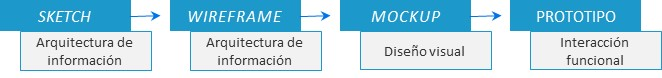 SKETCH
Arquitectura de
información
WIREFRAME
Arquitectura de
información
MOCKUP
Diseño visual
PROTOTIPO
Interacción
funcional